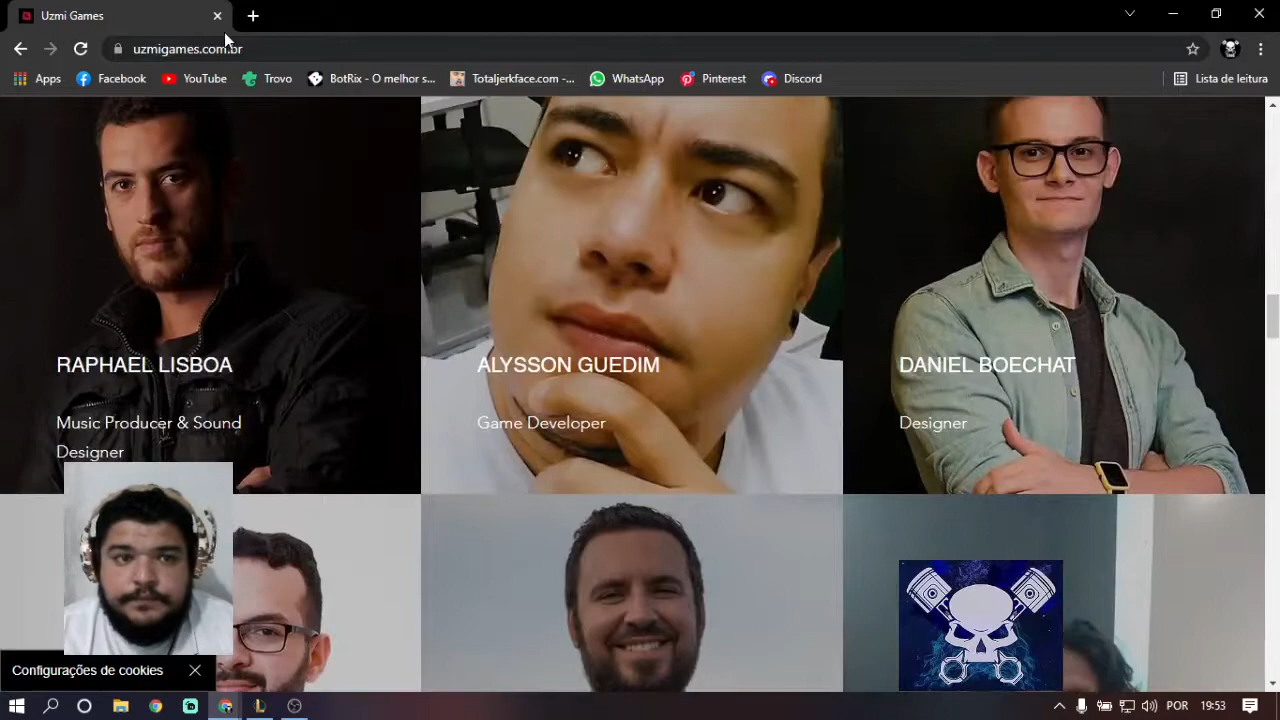 Uzmi Games
uzmigames.com.br
Apps
Facebook
YouTube
Trovo
BotRix - O melhor s...
Totaljerkface.com -...
WhatsApp
Pinterest
Discord
Lista de leitura
RAPHAEL LISBOA
Music Producer & Sound
Designer
ALYSSON GUEDIM
Game Developer
DANIEL BOECHAT
Designer
Configurações de cookies
POR
19:53